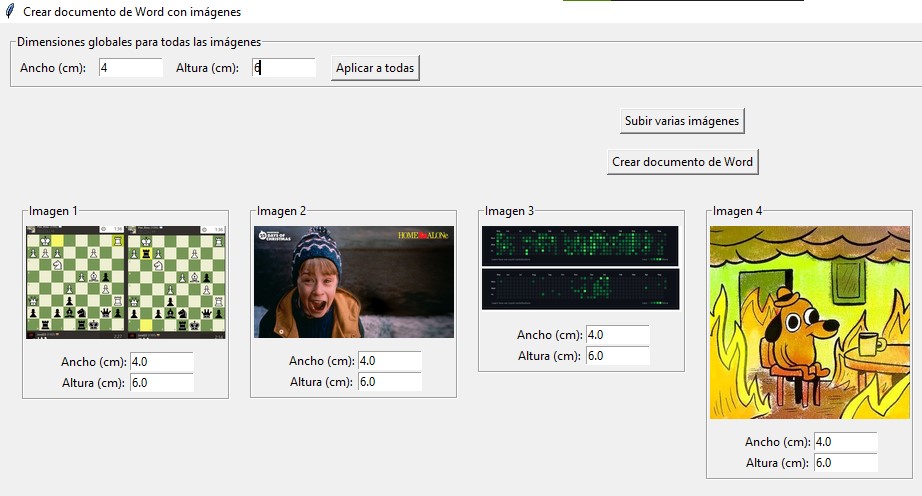 Crear documento de Word con imágenes
Dimensiones globales para todas las imágenes
Ancho (cm): 4 Altura (cm): 6 Aplicar a todas
Subir varias imágenes
Crear documento de Word
Imagen 1 Imagen 2 Imagen 3 Imagen 4
DAYS OF CHRISTMAS HOME ALONe
Ancho (cm): 4.0 Ancho (cm): 4.0 Ancho (cm): 4.0
Altura (cm): 6.0 Altura (cm): 6.0 Altura (cm): 6.0
Ancho (cm): 4.0
Altura (cm): 6.0